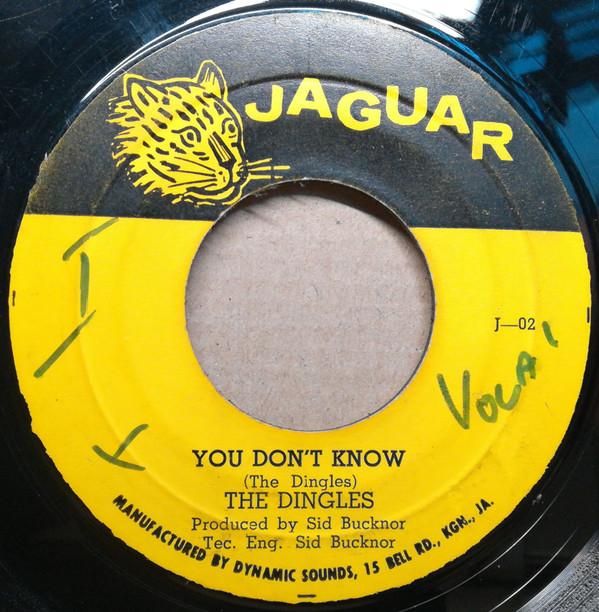 JAGUAR
J—02
VOCAL
YOU DON'T KNOW
(The Dingles)
THE DINGLES
Produced by Sid Bucknor
Tec. Eng. Sid Bucknor
MANUFACTURED BY DYNAMIC SOUNDS, 15 BELL RD., KGN., JA.